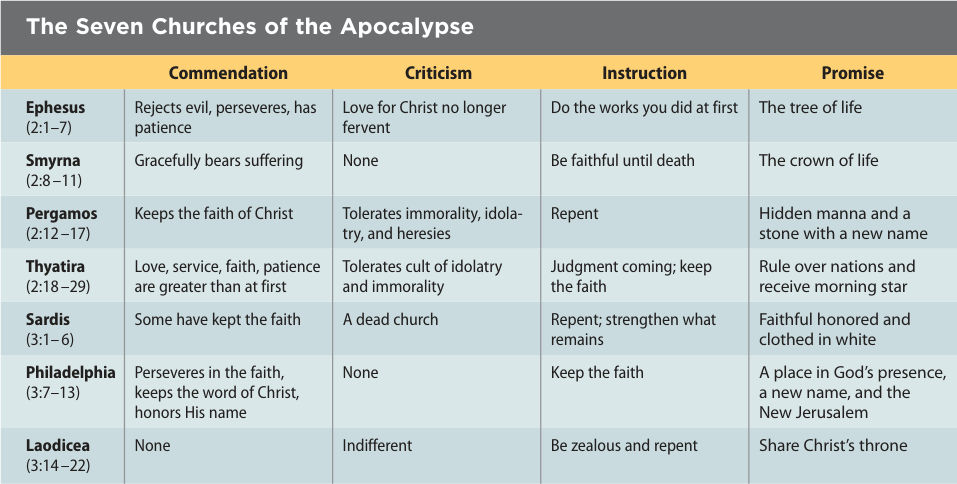 The Seven Churches of the Apocalypse
Commendation Criticism Instruction Promise
Ephesus
(2:1–7)
Rejects evil, perseveres, has
patience
Love for Christ no longer
fervent
Do the works you did at first
The tree of life
Smyrna
(2:8–11)
Gracefully bears suffering
None
Be faithful until death
The crown of life
Pergamos
(2:12–17)
Keeps the faith of Christ
Tolerates immorality, idola-
try, and heresies
Repent
Hidden manna and a
stone with a new name
Thyatira
(2:18–29)
Love, service, faith, patience
are greater than at first
Tolerates cult of idolatry
and immorality
Judgment coming; keep
the faith
Rule over nations and
receive morning star
Sardis
(3:1–6)
Some have kept the faith
A dead church
Repent; strengthen what
remains
Faithful honored and
clothed in white
Philadelphia
(3:7–13)
Perseveres in the faith,
keeps the word of Christ,
honors His name
None
Keep the faith
A place in God’s presence,
a new name, and the
New Jerusalem
Laodicea
(3:14–22)
None
Indifferent
Be zealous and repent
Share Christ’s throne